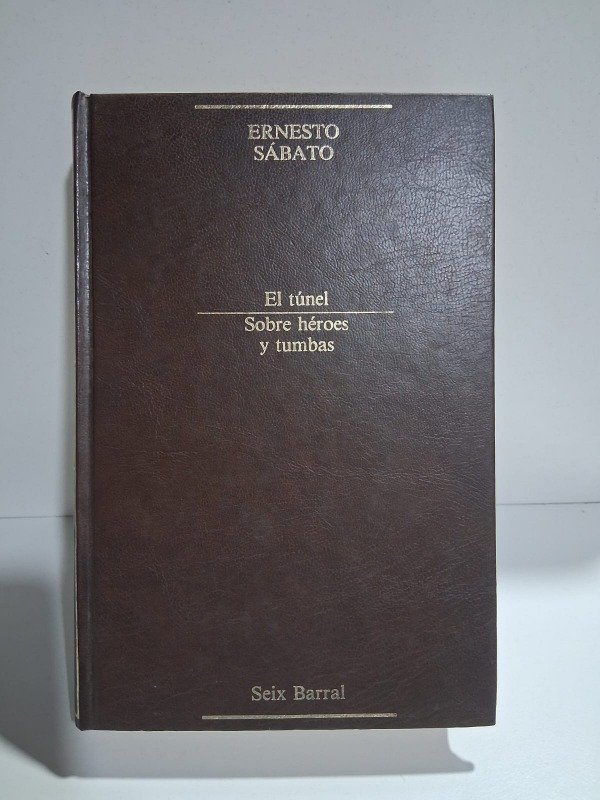 ERNESTO
SÁBATO
El túnel
Sobre héroes
y tumbas
Seix Barral